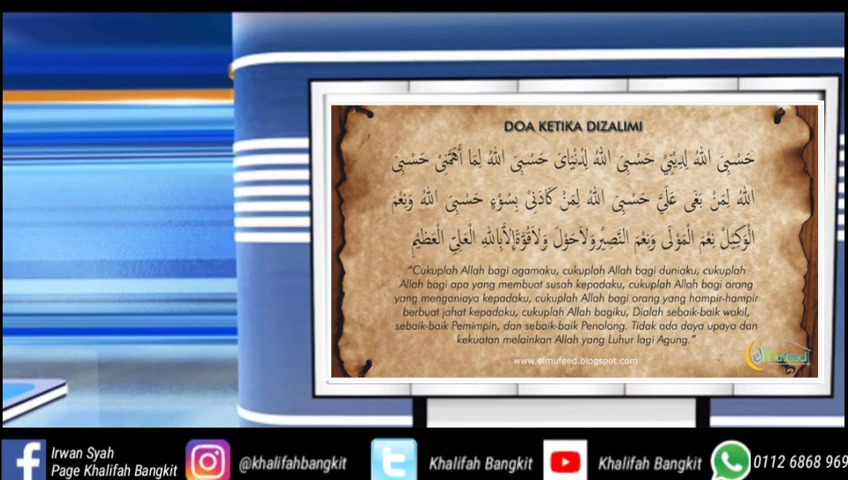 DOA KETIKA DIZALIMI
حَسْبِيَ اللهُ لِدِيْنِيْ حَسْبِيَ اللهُ لِدُنْيَايَ حَسْبِيَ اللهُ لِمَا أَهَمَّنِيْ حَسْبِيَ
اللهُ لِمَنْ بَغَى عَلَيَّ حَسْبِيَ اللهُ لِمَنْ كَادَنِيْ بِسُوْءٍ حَسْبِيَ اللهُ وَنِعْمَ
الْوَكِيْلُ نِعْمَ الْمَوْلَى وَنِعْمَ النَّصِيْرُ وَلَاحَوْلَ وَلَاقُوَّةَ إِلَّابِاللهِ الْعَلِيِّ الْعَظِيْمِ
“Cukuplah Allah bagi agamaku, cukuplah Allah bagi duniaku, cukuplah
Allah bagi apa yang membuat susah kepadaku, cukuplah Allah bagi orang
yang menganiaya kepadaku, cukuplah Allah bagi orang yang hampir-hampir
berbuat jahat kepadaku, cukuplah Allah bagiku, Dialah sebaik-baik wakil,
sebaik-baik Pemimpin, dan sebaik-baik Penolong. Tidak ada daya upaya dan
kekuatan melainkan Allah yang Luhur lagi Agung.”
www.elmufeed.blogspot.com
elMufeed
Irwan Syah
Page Khalifah Bangkit
@khalifahbangkit
Khalifah Bangkit
Khalifah Bangkit
0112 6868 969